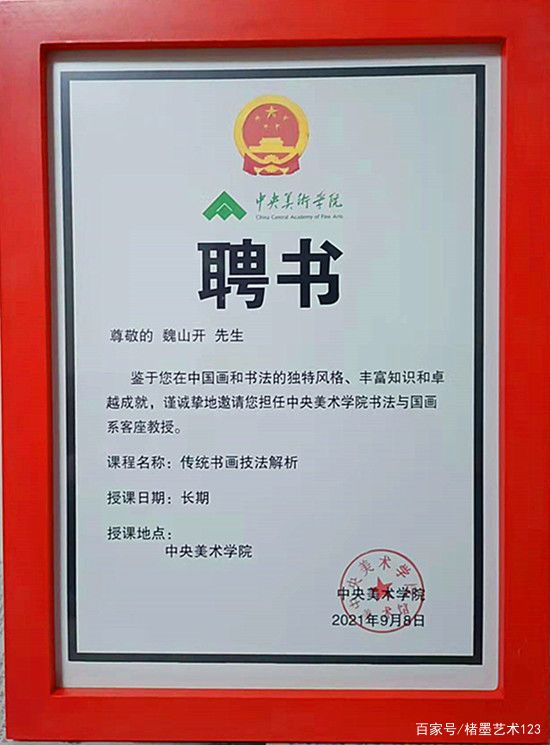 中央美術学院
China Central Academy of Fine Arts
聘书
尊敬的 魏山开 先生
鉴于您在中国画和书法的独特风格、丰富知识和卓
越成就，谨诚挚地邀请您担任中央美术学院书法与国画
系客座教授。
课程名称：传统书画技法解析
授课日期：长期
授课地点：
中央美术学院
中央美术学院
2021年9月8日
百家号/楮墨艺术123